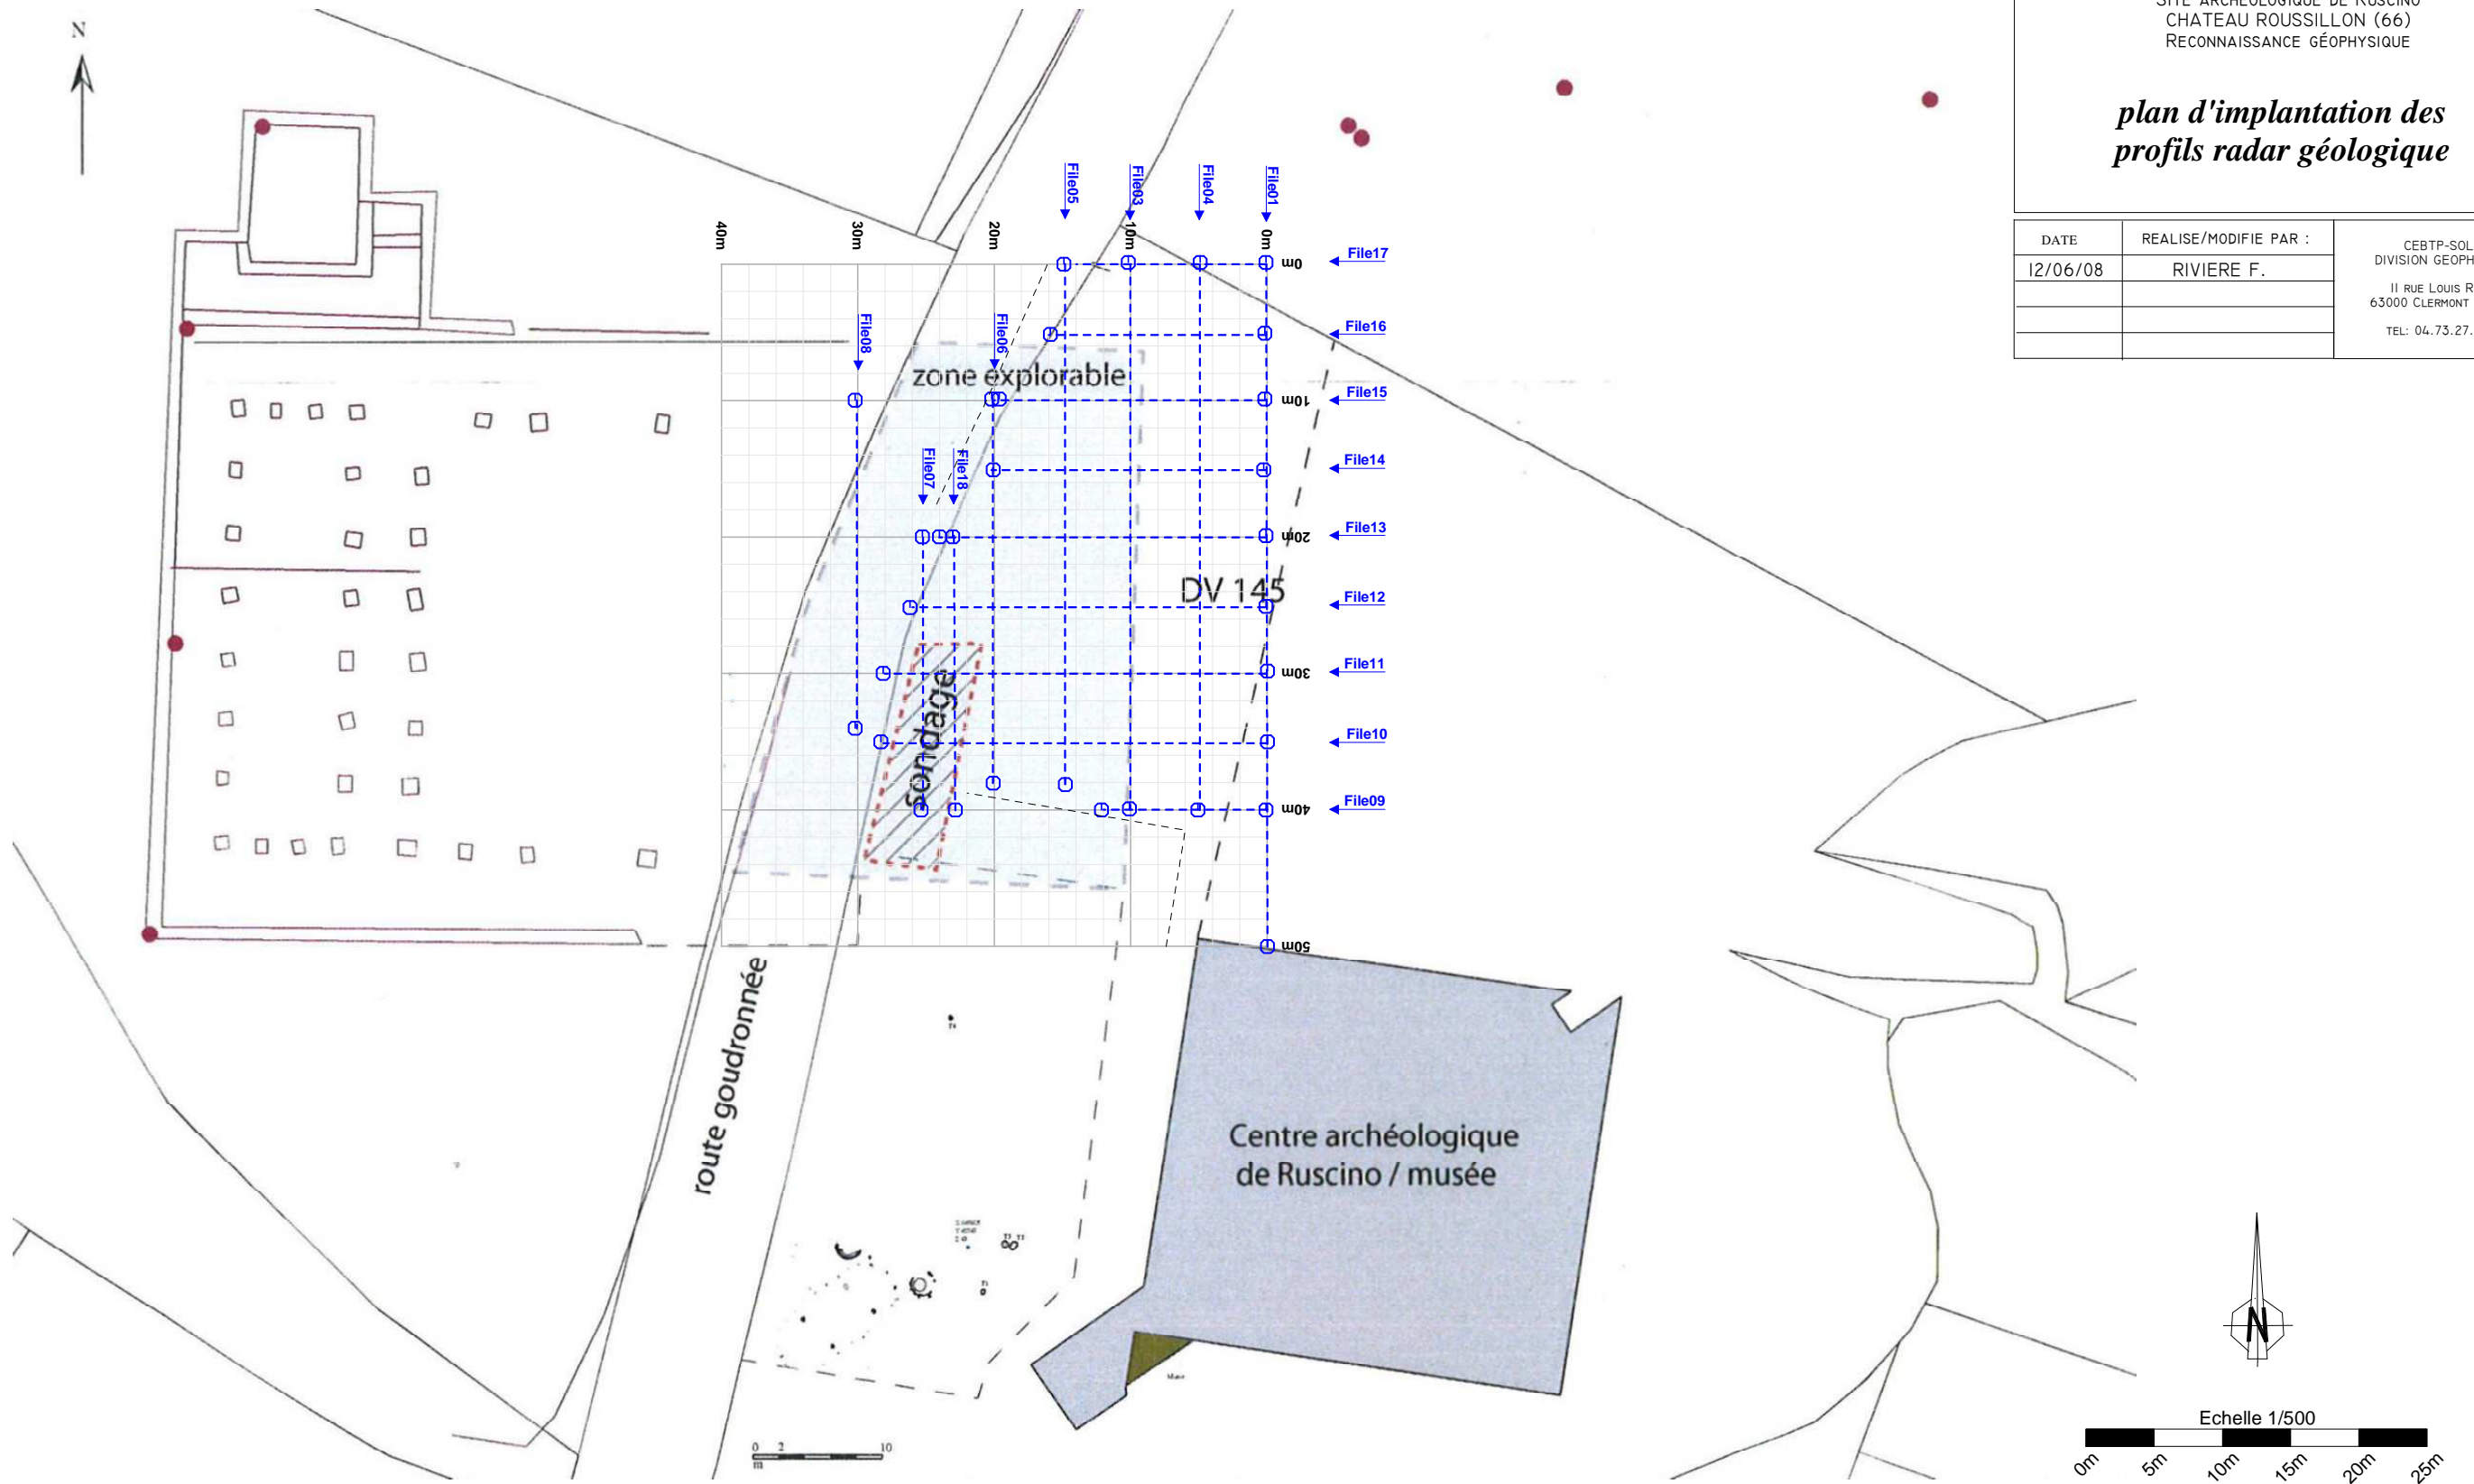 SITE ARCHÉOLOGIQUE DE RUSCINO
CHATEAU ROUSSILLON (66)
RECONNAISSANCE GÉOPHYSIQUE
plan d'implantation des
profils radar géologique
DATE
REALISE/MODIFIE PAR :
12/06/08
RIVIERE F.
CEBTP-SOL
DIVISION GEOPH
11 RUE LOUIS R
63000 CLERMONT
TEL: 04.73.27.
N
File05
File03
File04
File01
40m
30m
20m
10m
0m
0m
File17
File08
File06
File16
zone explorable
10m
File15
File07
File18
File14
20m
File13
DV 145
File12
30m
File11
sondage
File10
40m
File09
50m
route goudronnée
Centre archéologique
de Ruscino / musée
0 2 10
m
N
Echelle 1/500
0m 5m 10m 15m 20m 25m